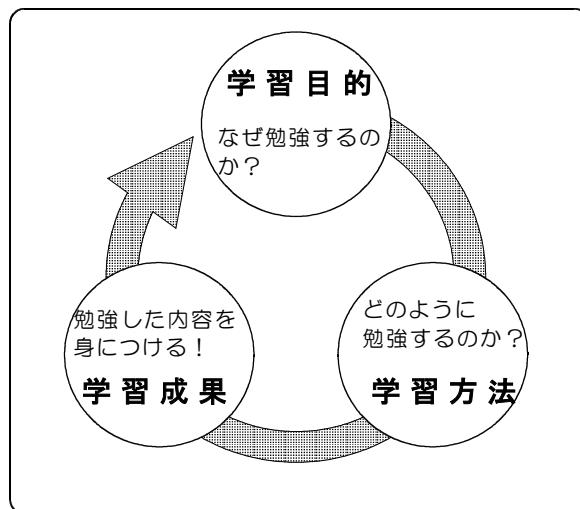 学習目的
なぜ勉強するの
か?
勉強した内容を
身につける!
学習成果
どのように
勉強するのか?
学習方法